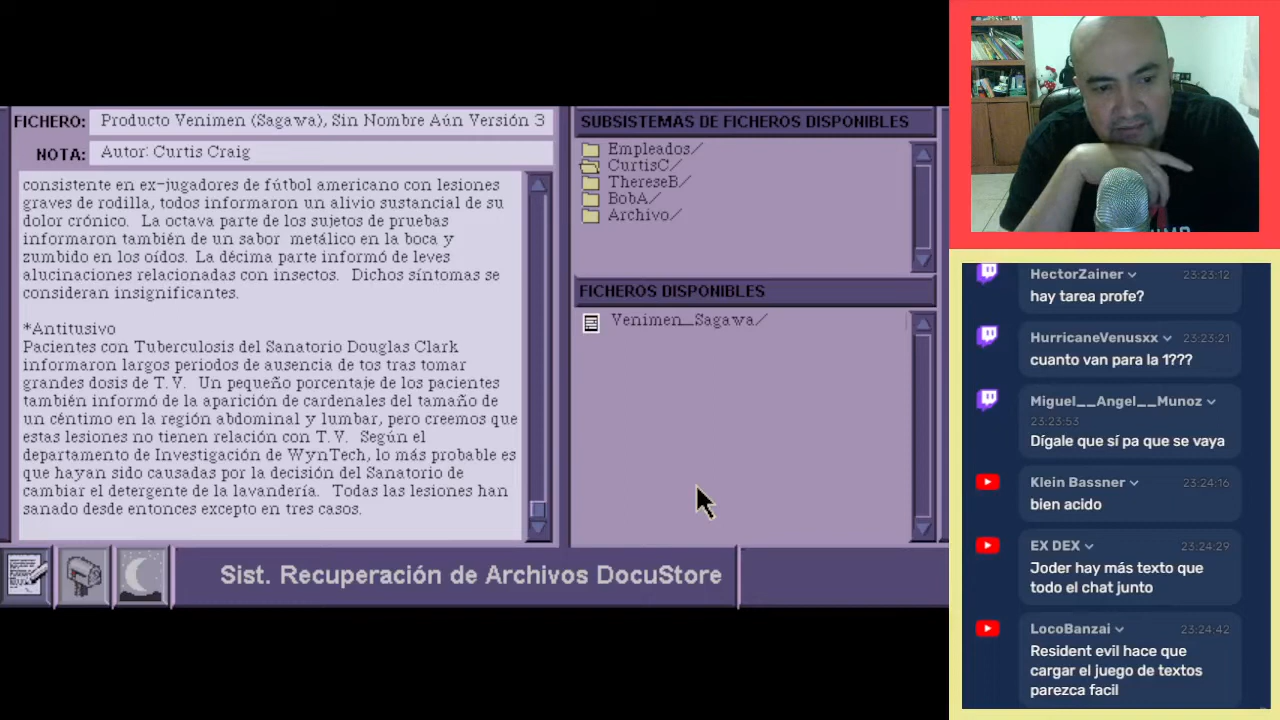 FICHERO: Producto Venimen (Sagawa), Sin Nombre Aún Versión 3
NOTA: Autor: Curtis Craig
consistente en ex-jugadores de fútbol americano con lesiones
graves de rodilla, todos informaron un alivio sustancial de su
dolor crónico. La octava parte de los sujetos de pruebas
informaron también de un sabor metálico en la boca y
zumbido en los oídos. La décima parte informó de leves
alucinaciones relacionadas con insectos. Dichos síntomas se
consideran insignificantes.
*Antitusivo
Pacientes con Tuberculosis del Sanatorio Douglas Clark
informaron largos periodos de ausencia de tos tras tomar
grandes dosis de T.V. Un pequeño porcentaje de los pacientes
también informó de la aparición de cardenales del tamaño de
un céntimo en la región abdominal y lumbar, pero creemos que
estas lesiones no tienen relación con T.V. Según el
departamento de Investigación de WynTech, lo más probable es
que hayan sido causadas por la decisión del Sanatorio de
cambiar el detergente de la lavandería. Todas las lesiones han
sanado desde entonces excepto en tres casos.
SUBSISTEMAS DE FICHEROS DISPONIBLES
Empleados/
CurtisC/
ThereseB/
BobA/
Archivo/
FICHEROS DISPONIBLES
Venimen_Sagawa/
Sist. Recuperación de Archivos DocuStore
HectorZainer 23:23:12
hay tarea profe?
HurricaneVenusxx 23:23:21
cuanto van para la 1???
Miguel__Angel__Munoz
23:23:53
Dígale que sí pa que se vaya
Klein Bassner 23:24:16
bien acido
EX DEX 23:24:29
Joder hay más texto que
todo el chat junto
LocoBanzai 23:24:42
Resident evil hace que
cargar el juego de textos
parezca facil